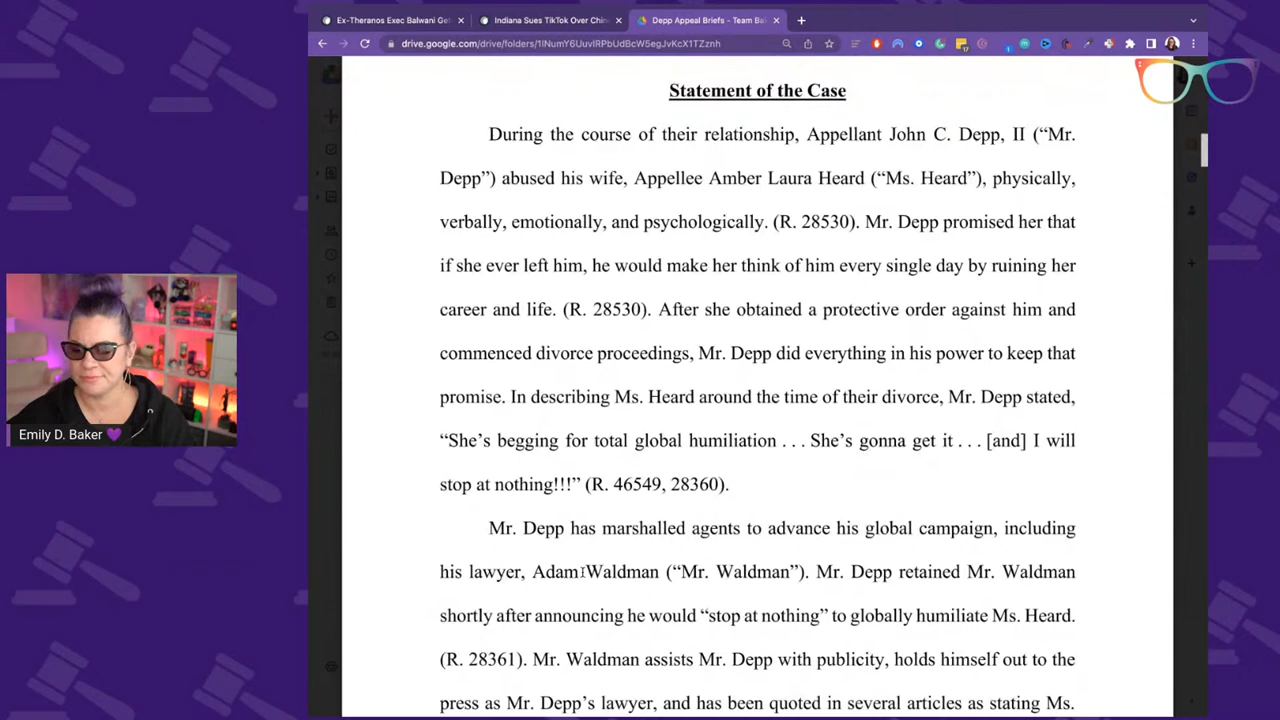 Ex-Theranos Exec Balwani Get
Indiana Sues TikTok Over Chin
Depp Appeal Briefs - Team Ba
drive.google.com/drive/folders/1lNumY6UuvIRPbUdBcW5egJvKcX1TZznh
Statement of the Case
During the course of their relationship, Appellant John C. Depp, II (“Mr.
Depp”) abused his wife, Appellee Amber Laura Heard (“Ms. Heard”), physically,
verbally, emotionally, and psychologically. (R. 28530). Mr. Depp promised her that
if she ever left him, he would make her think of him every single day by ruining her
career and life. (R. 28530). After she obtained a protective order against him and
commenced divorce proceedings, Mr. Depp did everything in his power to keep that
promise. In describing Ms. Heard around the time of their divorce, Mr. Depp stated,
“She’s begging for total global humiliation . . . She’s gonna get it . . . [and] I will
stop at nothing!!!” (R. 46549, 28360).
Mr. Depp has marshalled agents to advance his global campaign, including
his lawyer, Adam Waldman (“Mr. Waldman”). Mr. Depp retained Mr. Waldman
shortly after announcing he would “stop at nothing” to globally humiliate Ms. Heard.
(R. 28361). Mr. Waldman assists Mr. Depp with publicity, holds himself out to the
press as Mr. Depp’s lawyer, and has been quoted in several articles as stating Ms.
Emily D. Baker 💜